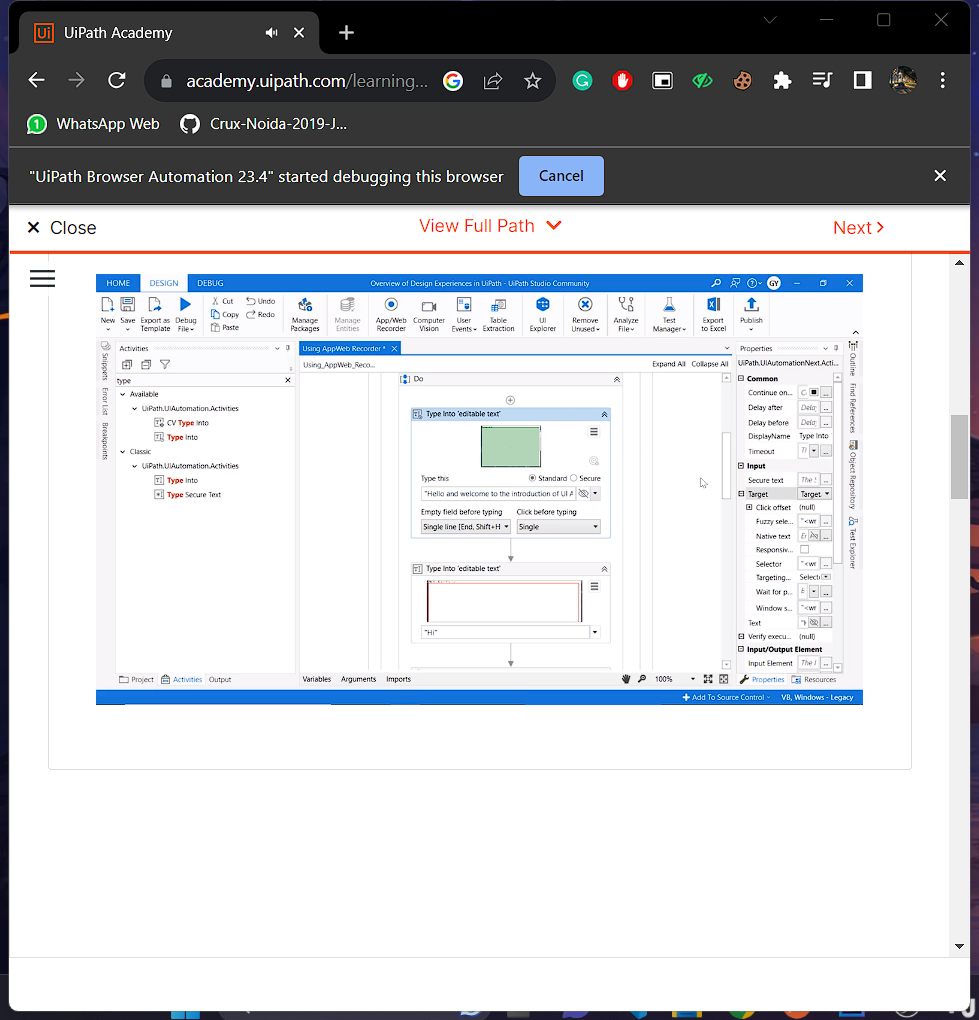 UiPath Academy
academy.uipath.com/learning...
WhatsApp Web
Crux-Noida-2019-J...
"UiPath Browser Automation 23.4" started debugging this browser
Cancel
Close
View Full Path
Next
HOME DESIGN DEBUG
Overview of Design Experiences in UiPath - UiPath Studio Community
GY
New
Save
Export as Template
Debug File
Cut
Copy
Paste
Undo
Redo
Manage Packages
Manage Entities
App/Web Recorder
Computer Vision
User Events
Table Extraction
UI Explorer
Remove Unused
Analyze File
Test Manager
Export to Excel
Publish
Snippets
Error List
Breakpoints
Activities
type
Available
UiPath.UIAutomation.Activities
CV Type Into
Type Into
Classic
UiPath.UIAutomation.Activities
Type Into
Type Secure Text
Project
Activities
Output
Using AppWeb Recorder *
Using_AppWeb_Reco...
Expand All Collapse All
Do
Type Into 'editable text'
Type this
Standard
Secure
"Hello and welcome to the introduction of UI A
Empty field before typing
Click before typing
Single line [End, Shift+H
Single
Type Into 'editable text'
"Hi"
Variables Arguments Imports
100%
Properties
UiPath.UIAutomationNext.Acti...
Common
Continue on...
Delay after
Delay before
DisplayName Type Into
Timeout
Input
Secure text
Target Target.
Click offset (null)
Fuzzy sele... "<wr
Native text
Responsiv...
Selector "<wr
Targeting... Selecti
Wait for p...
Window s... "<wr
Text
Verify execu... (null)
Input/Output Element
Input Element
Properties
Resources
Outline
Find References
Object Repository
Test Explorer
Add To Source Control
VB, Windows - Legacy